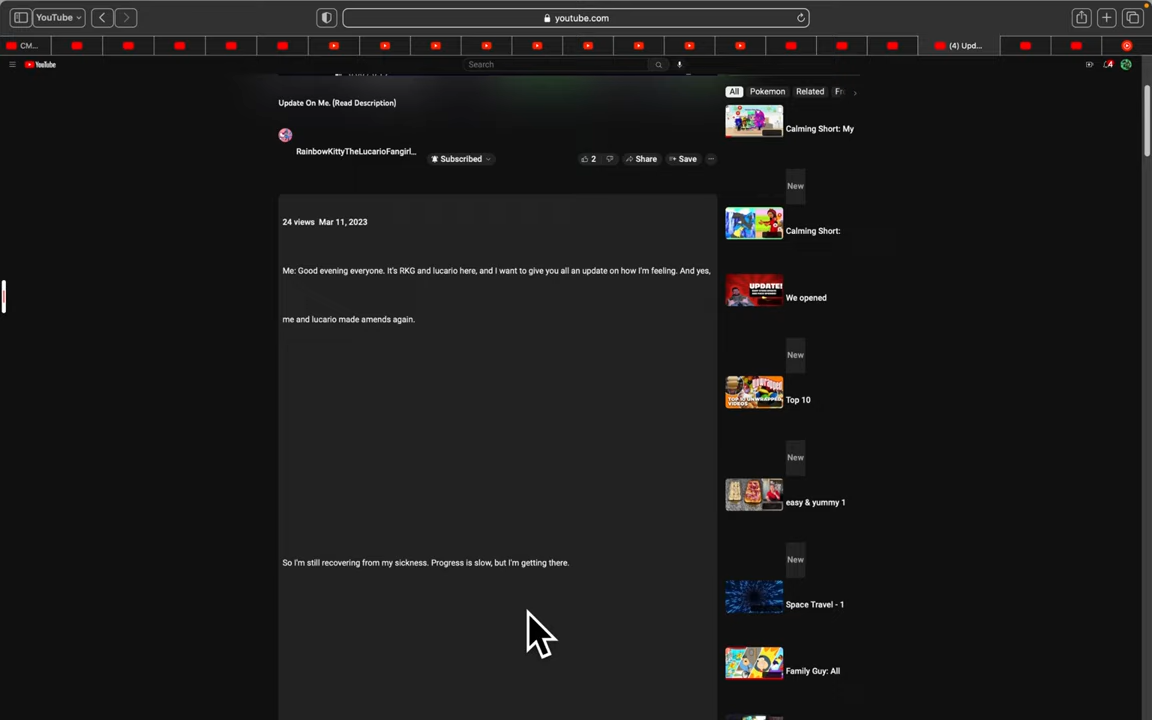 YouTube
youtube.com
CM...
(4) Upd...
YouTube
Search
4
Update On Me. (Read Description)
RainbowKittyTheLucarioFangirl...
Subscribed
2
Share
Save
24 views Mar 11, 2023
Me: Good evening everyone. It's RKG and lucario here, and I want to give you all an update on how I'm feeling. And yes,
me and lucario made amends again.
So I'm still recovering from my sickness. Progress is slow, but I'm getting there.
All
Pokemon
Related
Fr
Calming Short: My
New
Calming Short:
UPDATE!
We opened
New
Top 10
New
easy & yummy 1
New
Space Travel - 1
Family Guy: All